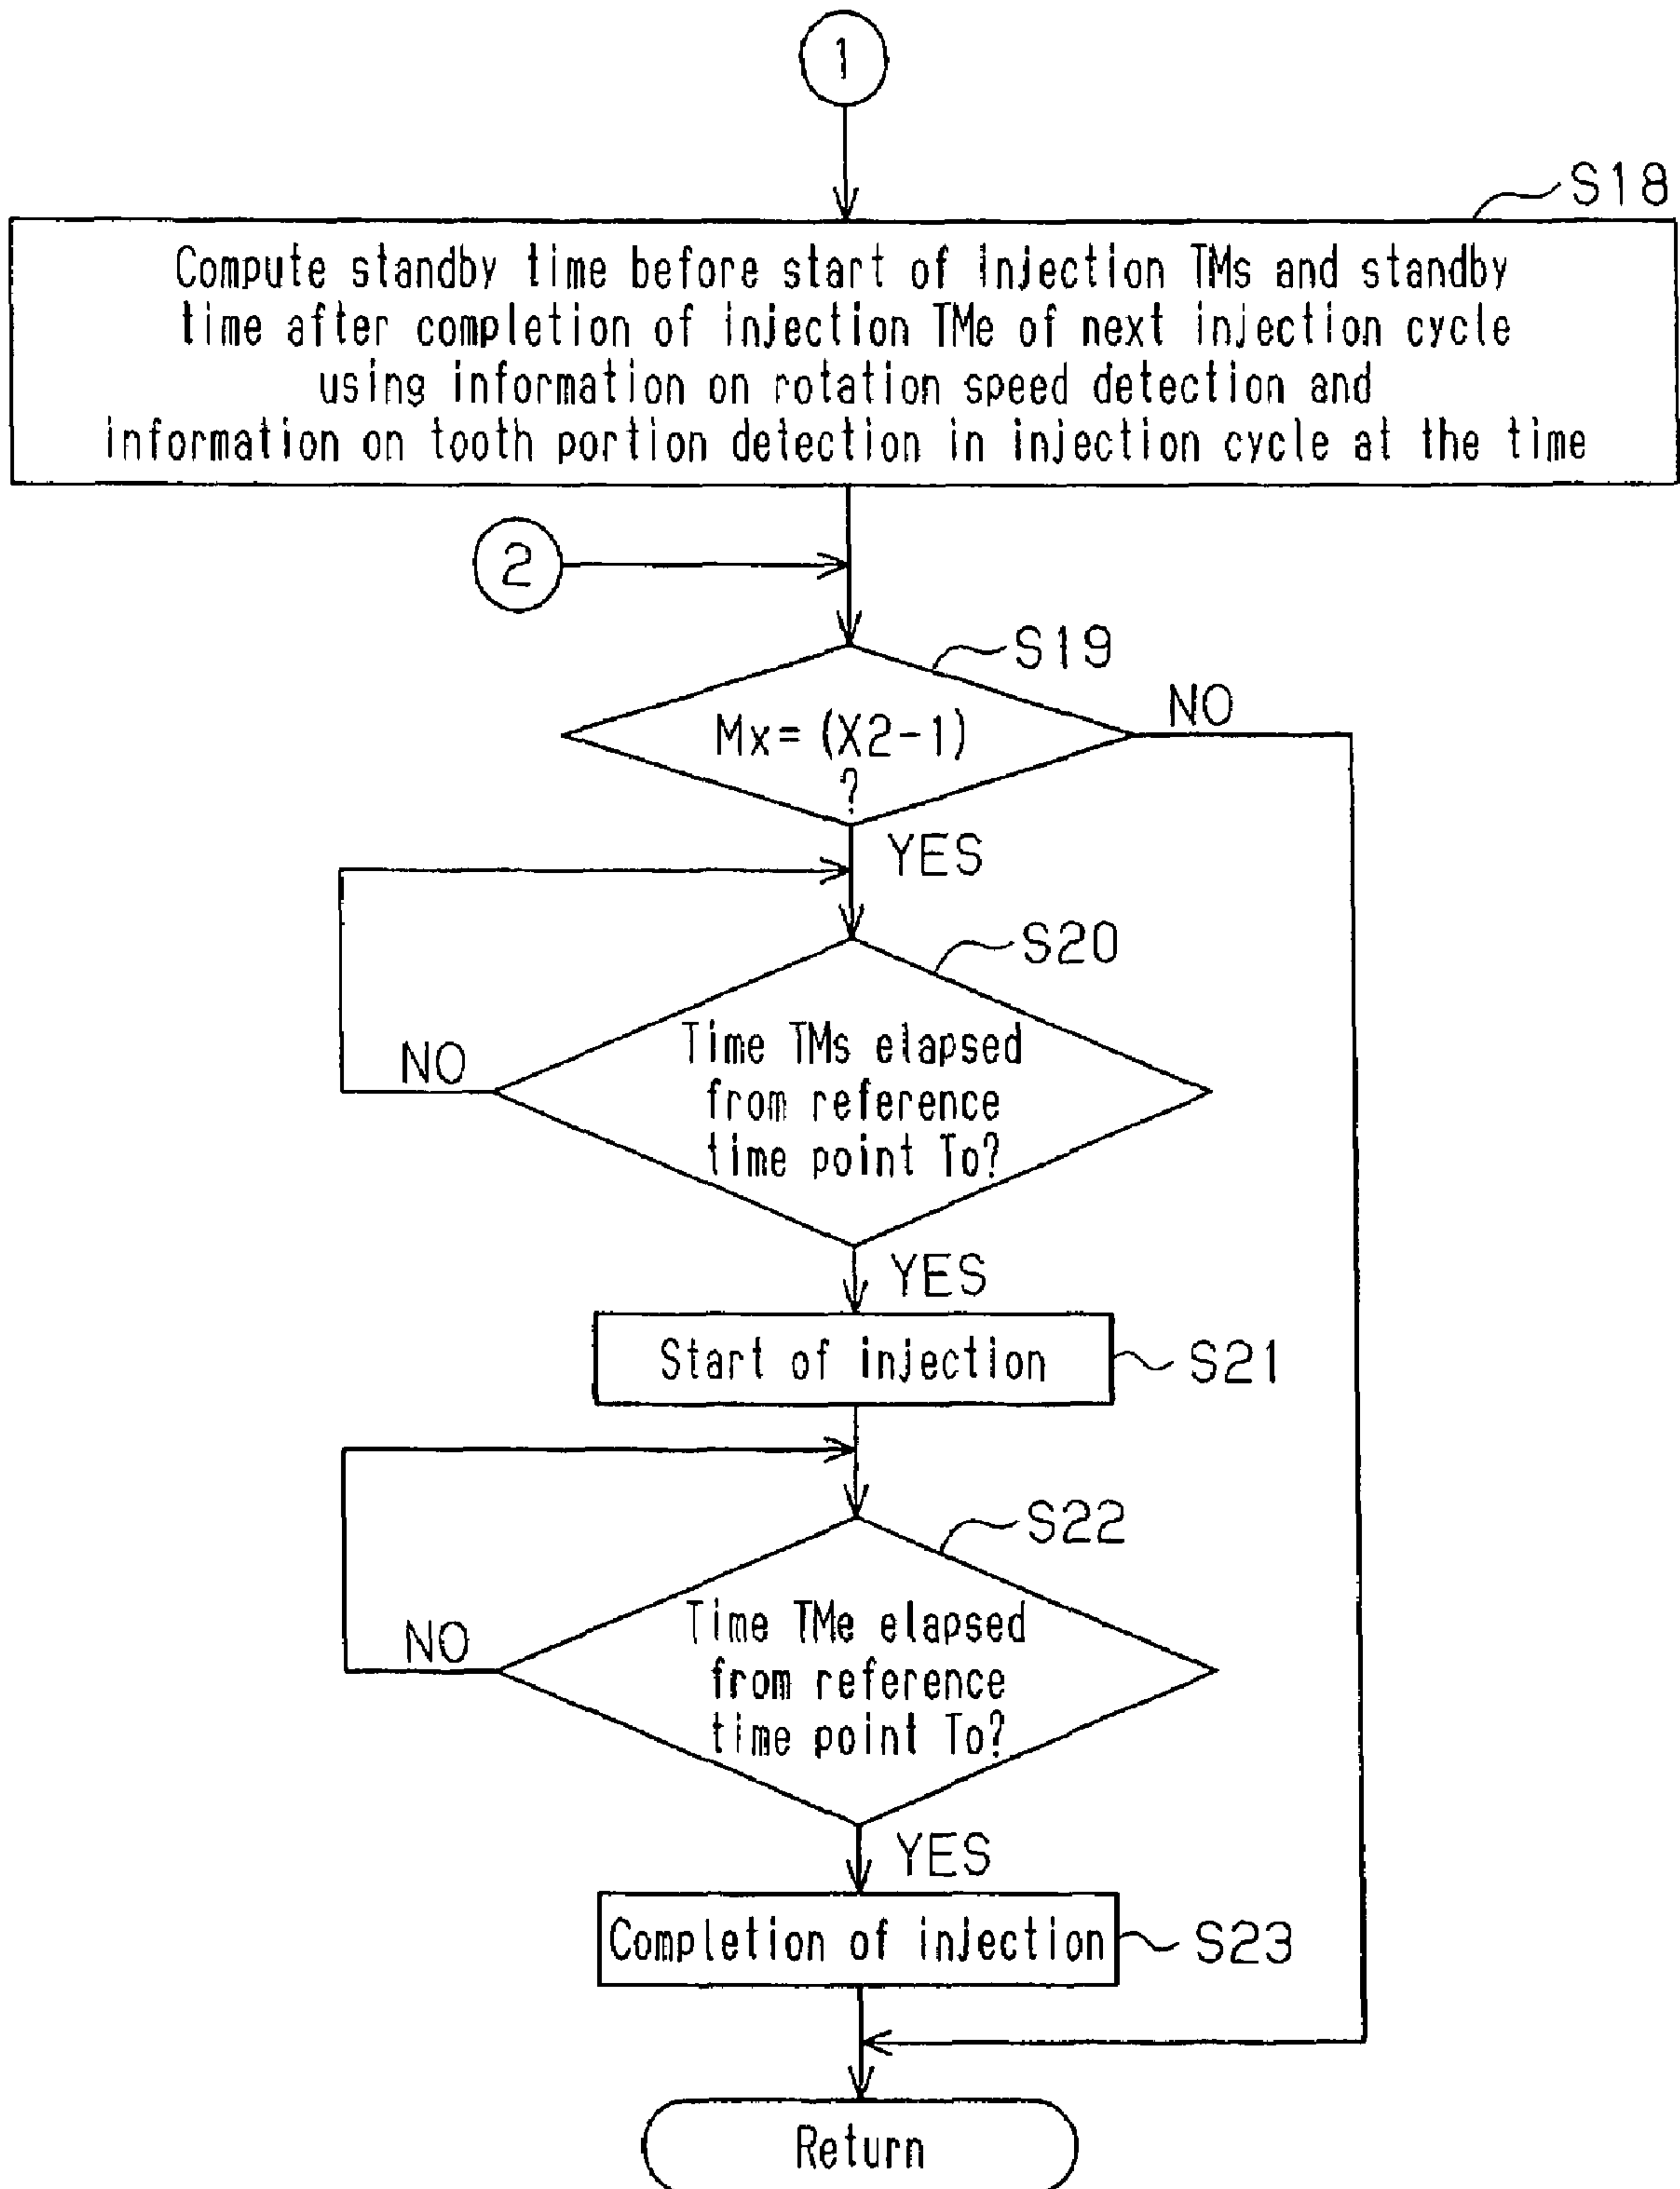 1
S18
Compute standby time before start of injection TMs and standby
time after completion of injection TMe of next injection cycle
using information on rotation speed detection and
information on tooth portion detection in injection cycle at the time
2
S19
Mx= (X2-1)
?
NO
YES
S20
Time TMs elapsed
from reference
time point To?
NO
YES
Start of injection
S21
S22
Time TMe elapsed
from reference
time point To?
NO
YES
Completion of injection
S23
Return